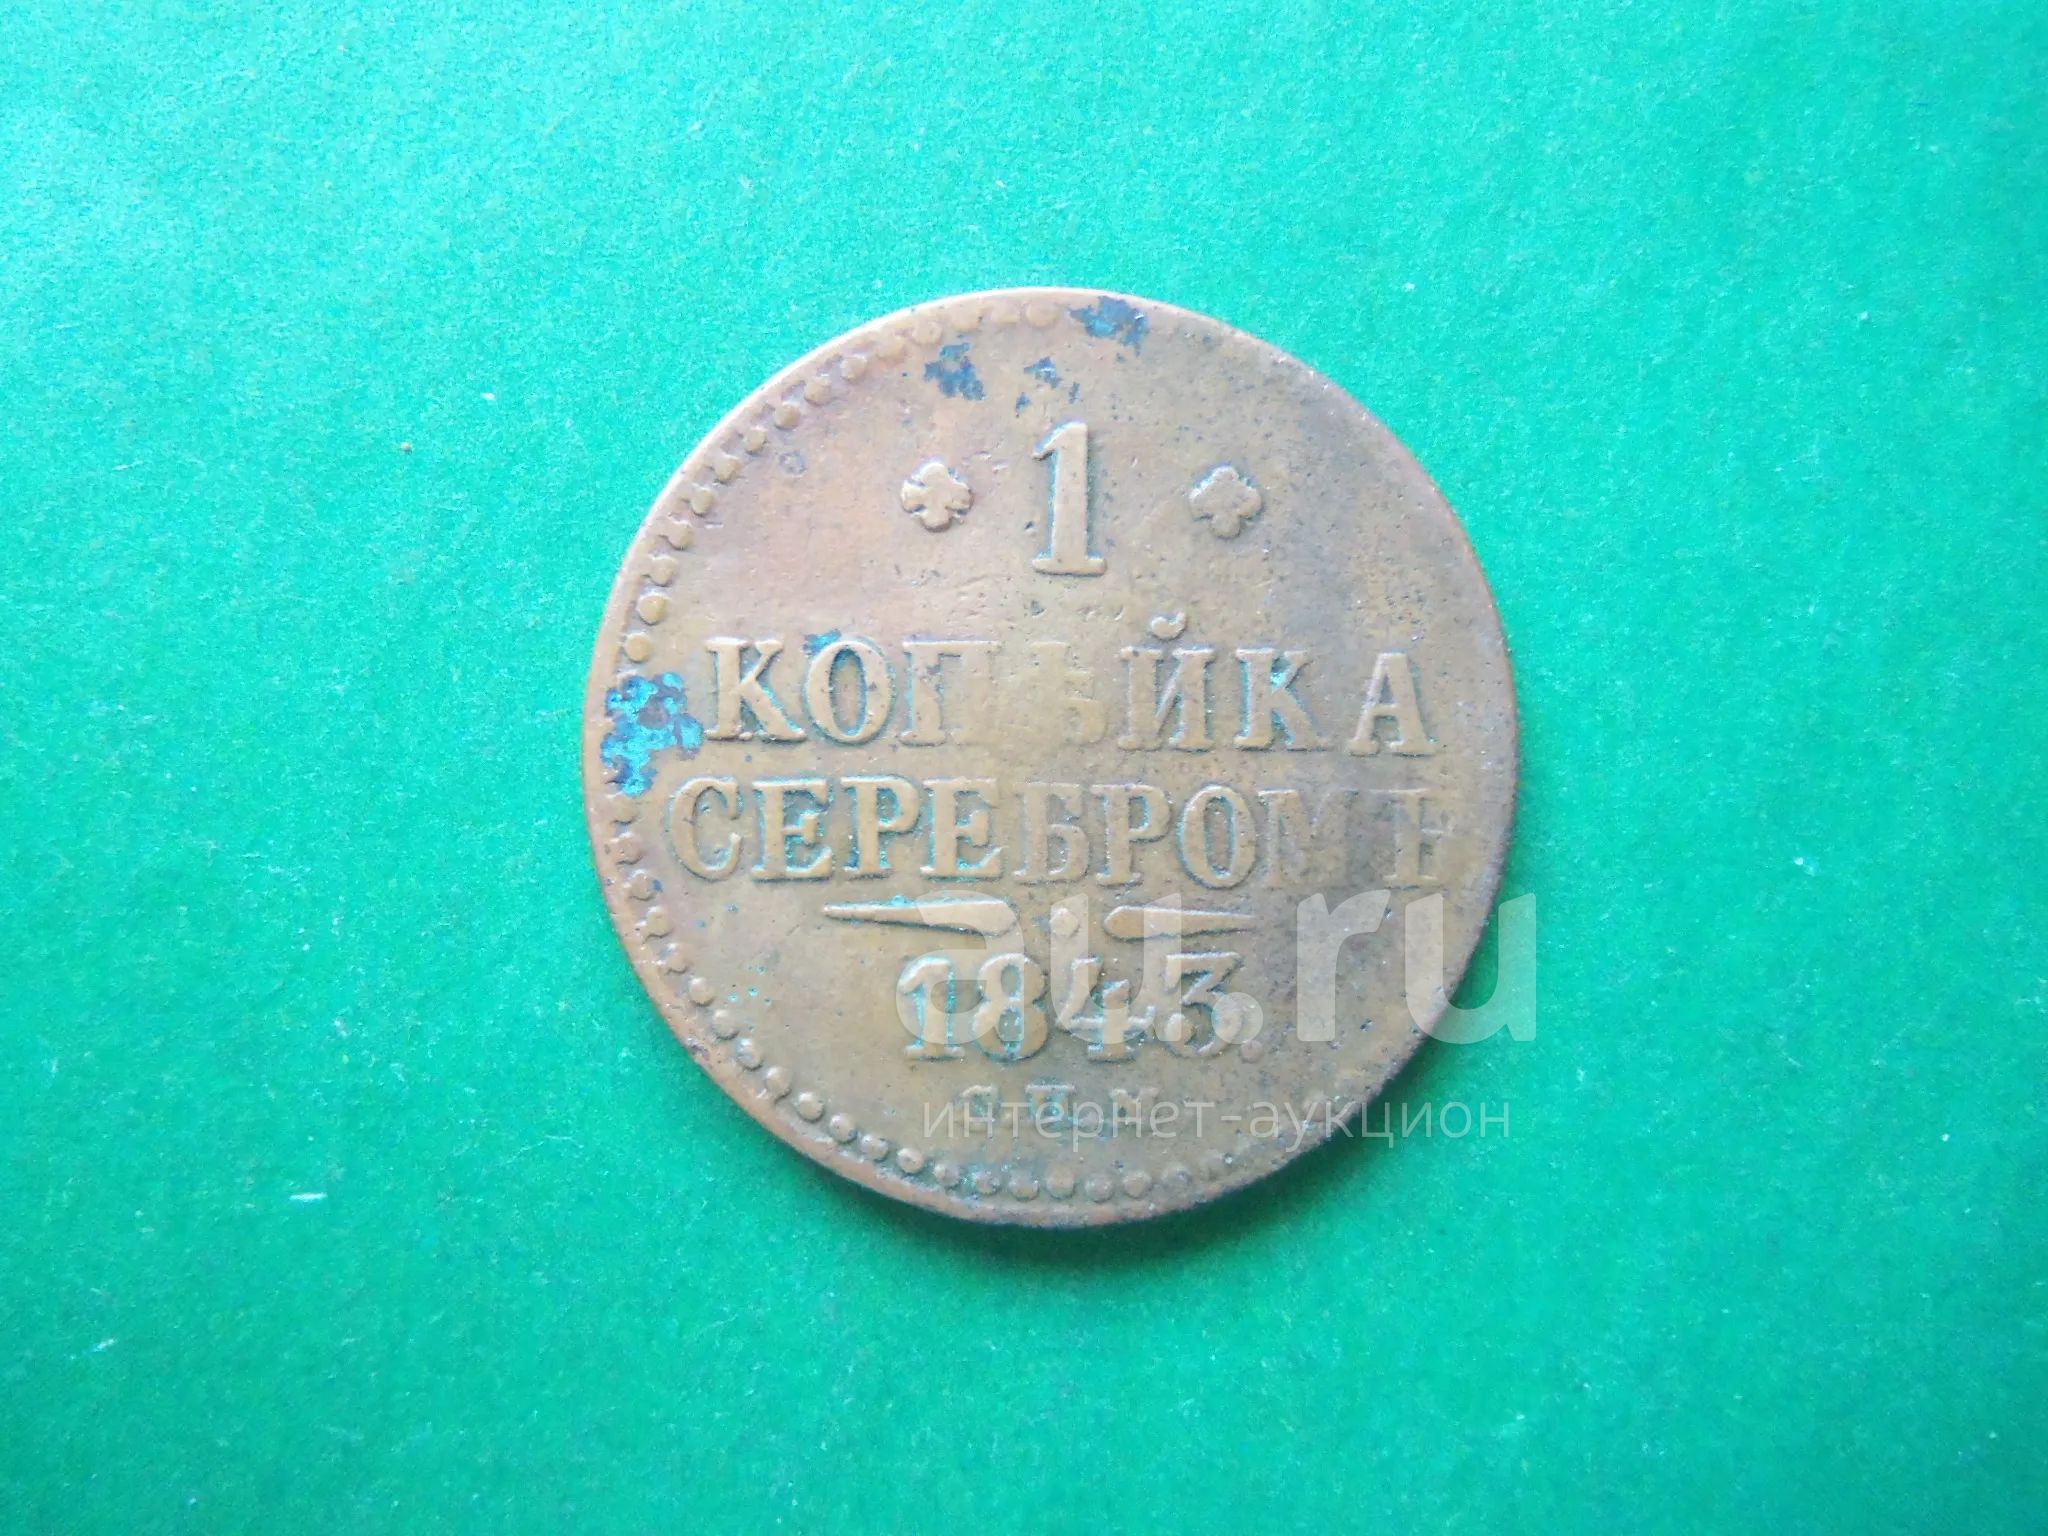 1
КОПѢЙКА
СЕРЕБРОМЪ
1843.
С.П.М.
au.ru
интернет-аукцион